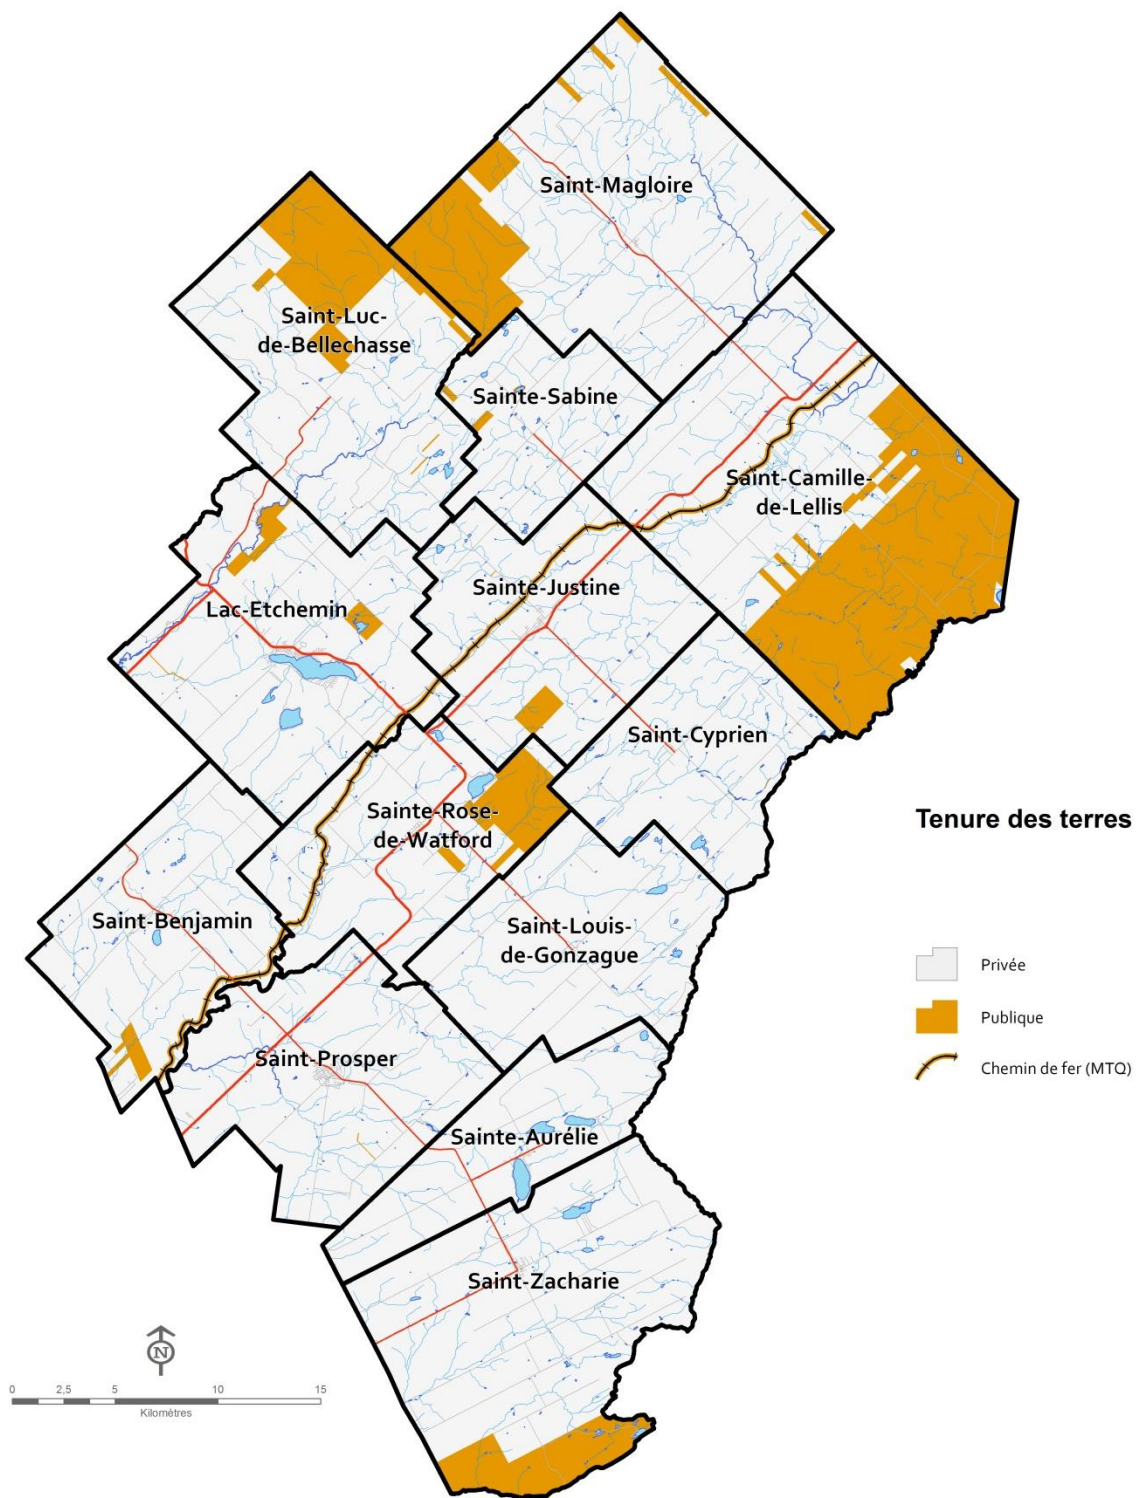 Saint-Magloire
Saint-Luc-
de-Bellechasse
Sainte-Sabine
Saint-Camille-
de-Lellis
Sainte-Justine
Lac-Etchemin
Saint-Cyprien
Sainte-Rose-
de-Watford
Tenure des terres
Saint-Benjamin
Saint-Louis-
de-Gonzague
Privée
Publique
Saint-Prosper
Chemin de fer (MTQ)
Sainte-Aurélie
Saint-Zacharie
N
0 2,5 5 10 15
Kilomètres